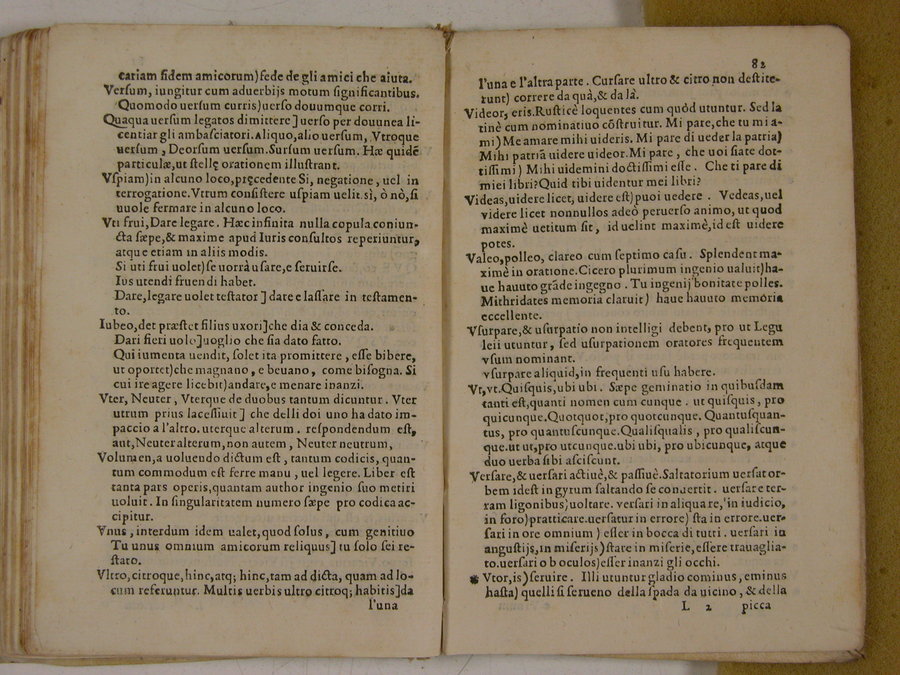 cariam fidem amicorum)fede de gli amici che aiuta.
Versum, iungitur cum aduerbijs motum significantibus.
Quomodo uersum curris)uerso douumque corri.
Quaqua uersum legatos dimittere] uerso per douunea li-
centiar gli ambasciatori. Aliquo, alio uersum, Vtroque
uersum, Deorsum uersum. Sursum uersum. Hæ quidẽ
particulæ, ut stellę orationem illustrant.
Vspiam)in alcuno loco, pręcedente Si, negatione, uel in
terrogatione. Vtrum consistere uspiam uelit. sì, ò nò, si
uuole fermare in alcuno loco.
Vti frui, Dare legare. Hæc infinita nulla copula coniun-
cta sæpe, & maxime apud Iuris consultos reperiuntur,
atque etiam in aliis modis.
Si uti frui uolet)se uorrà usare, e seruirse.
Ius utendi fruendi habet.
Dare, legare uolet testator] dare e lassare in testamen-
to.
Iubeo, det præstet filius uxori]che dia & conceda.
Dari fieri uolo]uoglio che sia dato fatto.
Qui iumenta uendit, solet ita promittere, esse bibere,
ut oportet)che magnano, e beuano, come bisogna. Si
cui ire agere licebit)andare, e menare inanzi.
Vter, Neuter, Vterque de duobus tantum dicuntur. Vter
utrum prius lacessiuit] che delli doi uno ha dato im-
paccio a l'altro. uterque alterum. respondendum est,
aut, Neuter alterum, non autem, Neuter neutrum,
Volumen, a uoluendo dictum est, tantum codicis, quan-
tum commodum est ferre manu, uel legere. Liber est
tanta pars operis, quantam author ingenio suo metiri
uoluit. In singularitatem numero sæpe pro codica ac-
cipitur.
Vnus, interdum idem ualet, quod solus, cum genitiuo
Tu unus omnium amicorum reliquus] tu solo sei re-
stato.
Vltro, citroque, hinc, atq; hinc, tam ad dicta, quam ad lo-
cum referuntur. Multis uerbis ultro citroq; habitis]da
l'una
82
l'una e l'altra parte. Cursare ultro & citro non destite-
runt) correre da quà, & da là.
Videor, eris. Rusticè loquentes cum quòd utuntur. Sed la
tinè cum nominatiuo cõstruitur. Mi pare, che tu mi a-
mi) Me amare mihi uideris. Mi pare di ueder la patria)
Mihi patriã uidere uideor. Mi pare, che uoi siate dot-
tissimi) Mihi uidemini doctissimi esse. Che ti pare di
miei libri? Quid tibi uidentur mei libri?
Videas, uidere licet, uidere est) puoi uedere. Vedeas, uel
videre licet nonnullos adeò peruerso animo, ut quod
maximè uetitum sit, id uelint maximè, id est uidere
potes.
Valeo, polleo, clareo cum septimo casu. Splendent ma-
ximè in oratione. Cicero plurimum ingenio ualuit)ha-
ue hauuto grãde ingegno. Tu ingenij bonitate polles.
Mithridates memoria claruit) haue hauuto memoria
eccellente.
Vsurpare, & usurpatio non intelligi debent, pro ut Legu
leii utuntur, sed usurpationem oratores frequentem
vsum nominant.
vsurpare aliquid, in frequenti usu habere.
Vt, vt. Quisquis, ubi ubi. Sæpe geminatio in quibusdam
tanti est, quanti nomen cum cunque. ut quisquis, pro
quicunque. Quotquot, pro quotcunque. Quantusquan-
tus, pro quantuscunque. Qualisqualis, pro qualiscun-
que. ut ut, pro utcunque. ubi ubi, pro ubicunque, atque
duo uerba sibi asciscunt.
Versare, & uersari actiuè, & passiuè. Saltatorium uersat or-
bem idest in gyrum saltando se conuertit. uersare ter-
ram ligonibus) uoltare. versari in aliqua re, in iudicio,
in foro)pratticare. uersatur in errore) sta in errore. uer-
sari in ore omnium) esser in bocca di tutti. uersari in
angustijs, in miserijs) stare in miserie, essere trauaglia-
to. uersari ob oculos)esser inanzi gli occhi.
* Vtor, is) seruire. Illi utuntur gladio cominus, eminus
hasta) quelli si serueno della spada da uicino, & della
L 2 picca